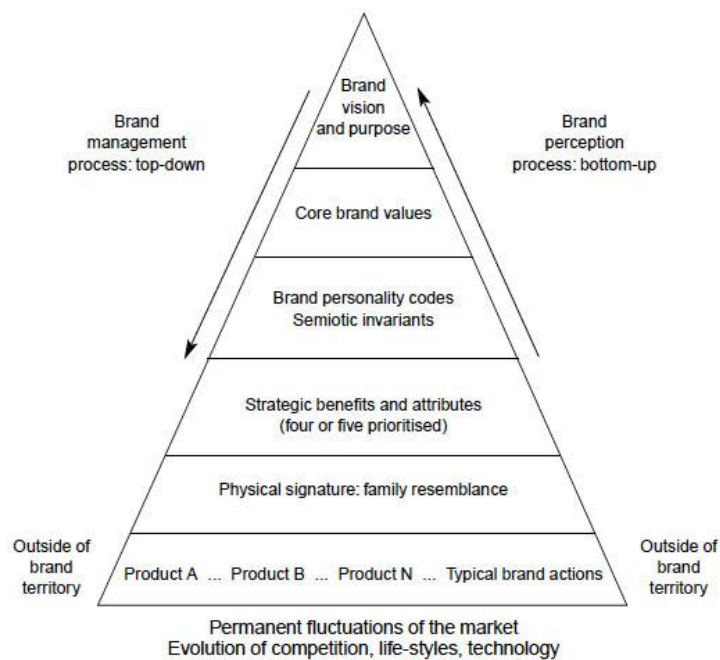 Brand
vision
and purpose
Brand
management
process: top-down
Brand
perception
process: bottom-up
Core brand values
Brand personality codes
Semiotic invariants
Strategic benefits and attributes
(four or five prioritised)
Physical signature: family resemblance
Outside of
brand
territory
Product A ... Product B ... Product N ... Typical brand actions
Outside of
brand
territory
Permanent fluctuations of the market
Evolution of competition, life-styles, technology